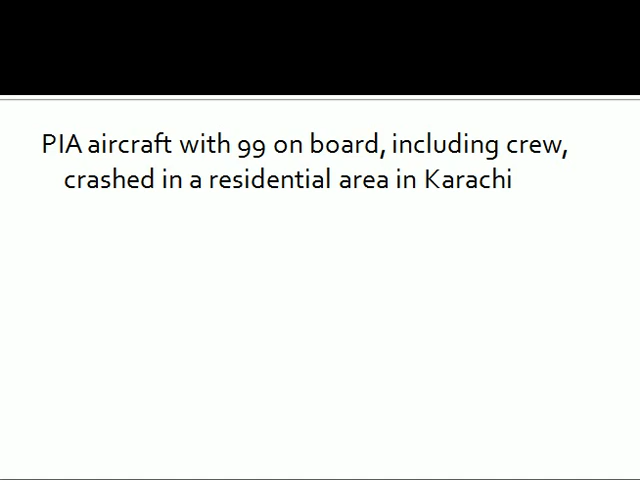 PIA aircraft with 99 on board, including crew,
crashed in a residential area in Karachi